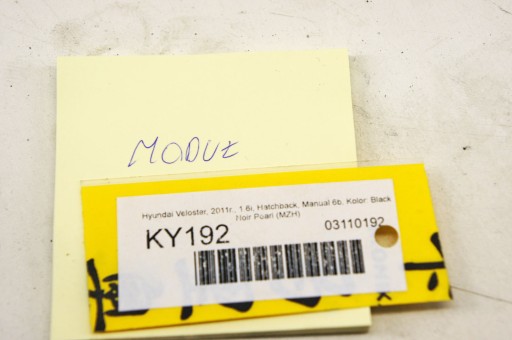 MODUŁ
Hyundai Veloster, 2011r., 1.6i, Hatchback, Manual 6b, Kolor: Black
Noir Pearl (MZH)
KY192
03110192